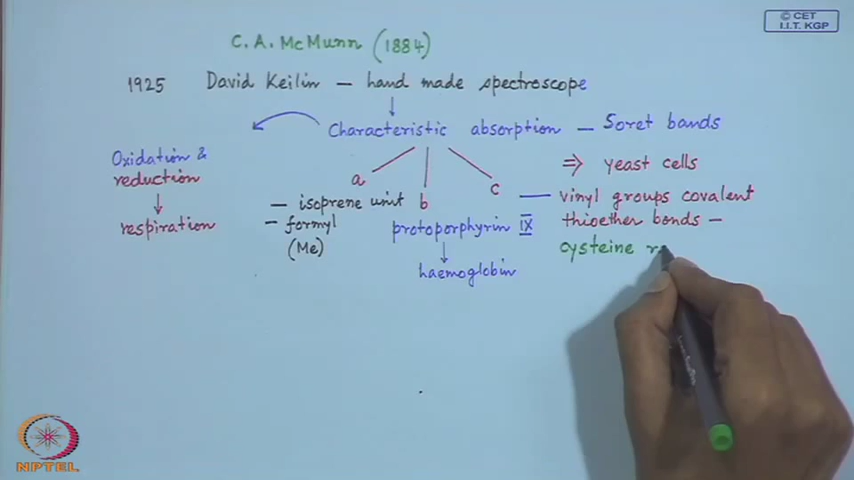 © CET
I.I.T. KGP
C. A. McMunn (1884)
1925 David Keilin – hand made spectroscope
Characteristic absorption – Soret bands
Oxidation &
reduction
respiration
⇒ yeast cells
a
b
c
– isoprene unit
– formyl
(Me)
protoporphyrin IX
haemoglobin
— vinyl groups covalent
thioether bonds –
cysteine r
NPTEL